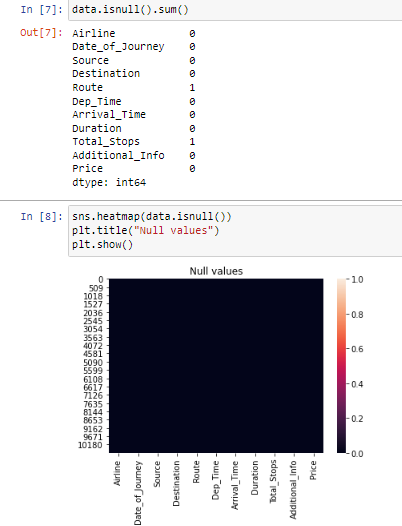 In [7]: data.isnull().sum()
Out[7]: Airline 0
Date_of_Journey 0
Source 0
Destination 0
Route 1
Dep_Time 0
Arrival_Time 0
Duration 0
Total_Stops 1
Additional_Info 0
Price 0
dtype: int64
In [8]: sns.heatmap(data.isnull())
plt.title("Null values")
plt.show()
Null values
0
509
1018
1527
2036
2545
3054
3563
4072
4581
5090
5599
6108
6617
7126
7635
8144
8653
9162
9671
10180
1.0
0.8
0.6
0.4
0.2
0.0
Airline
Date_of_Journey
Source
Destination
Route
Dep_Time
Arrival_Time
Duration
Total_Stops
Additional_Info
Price